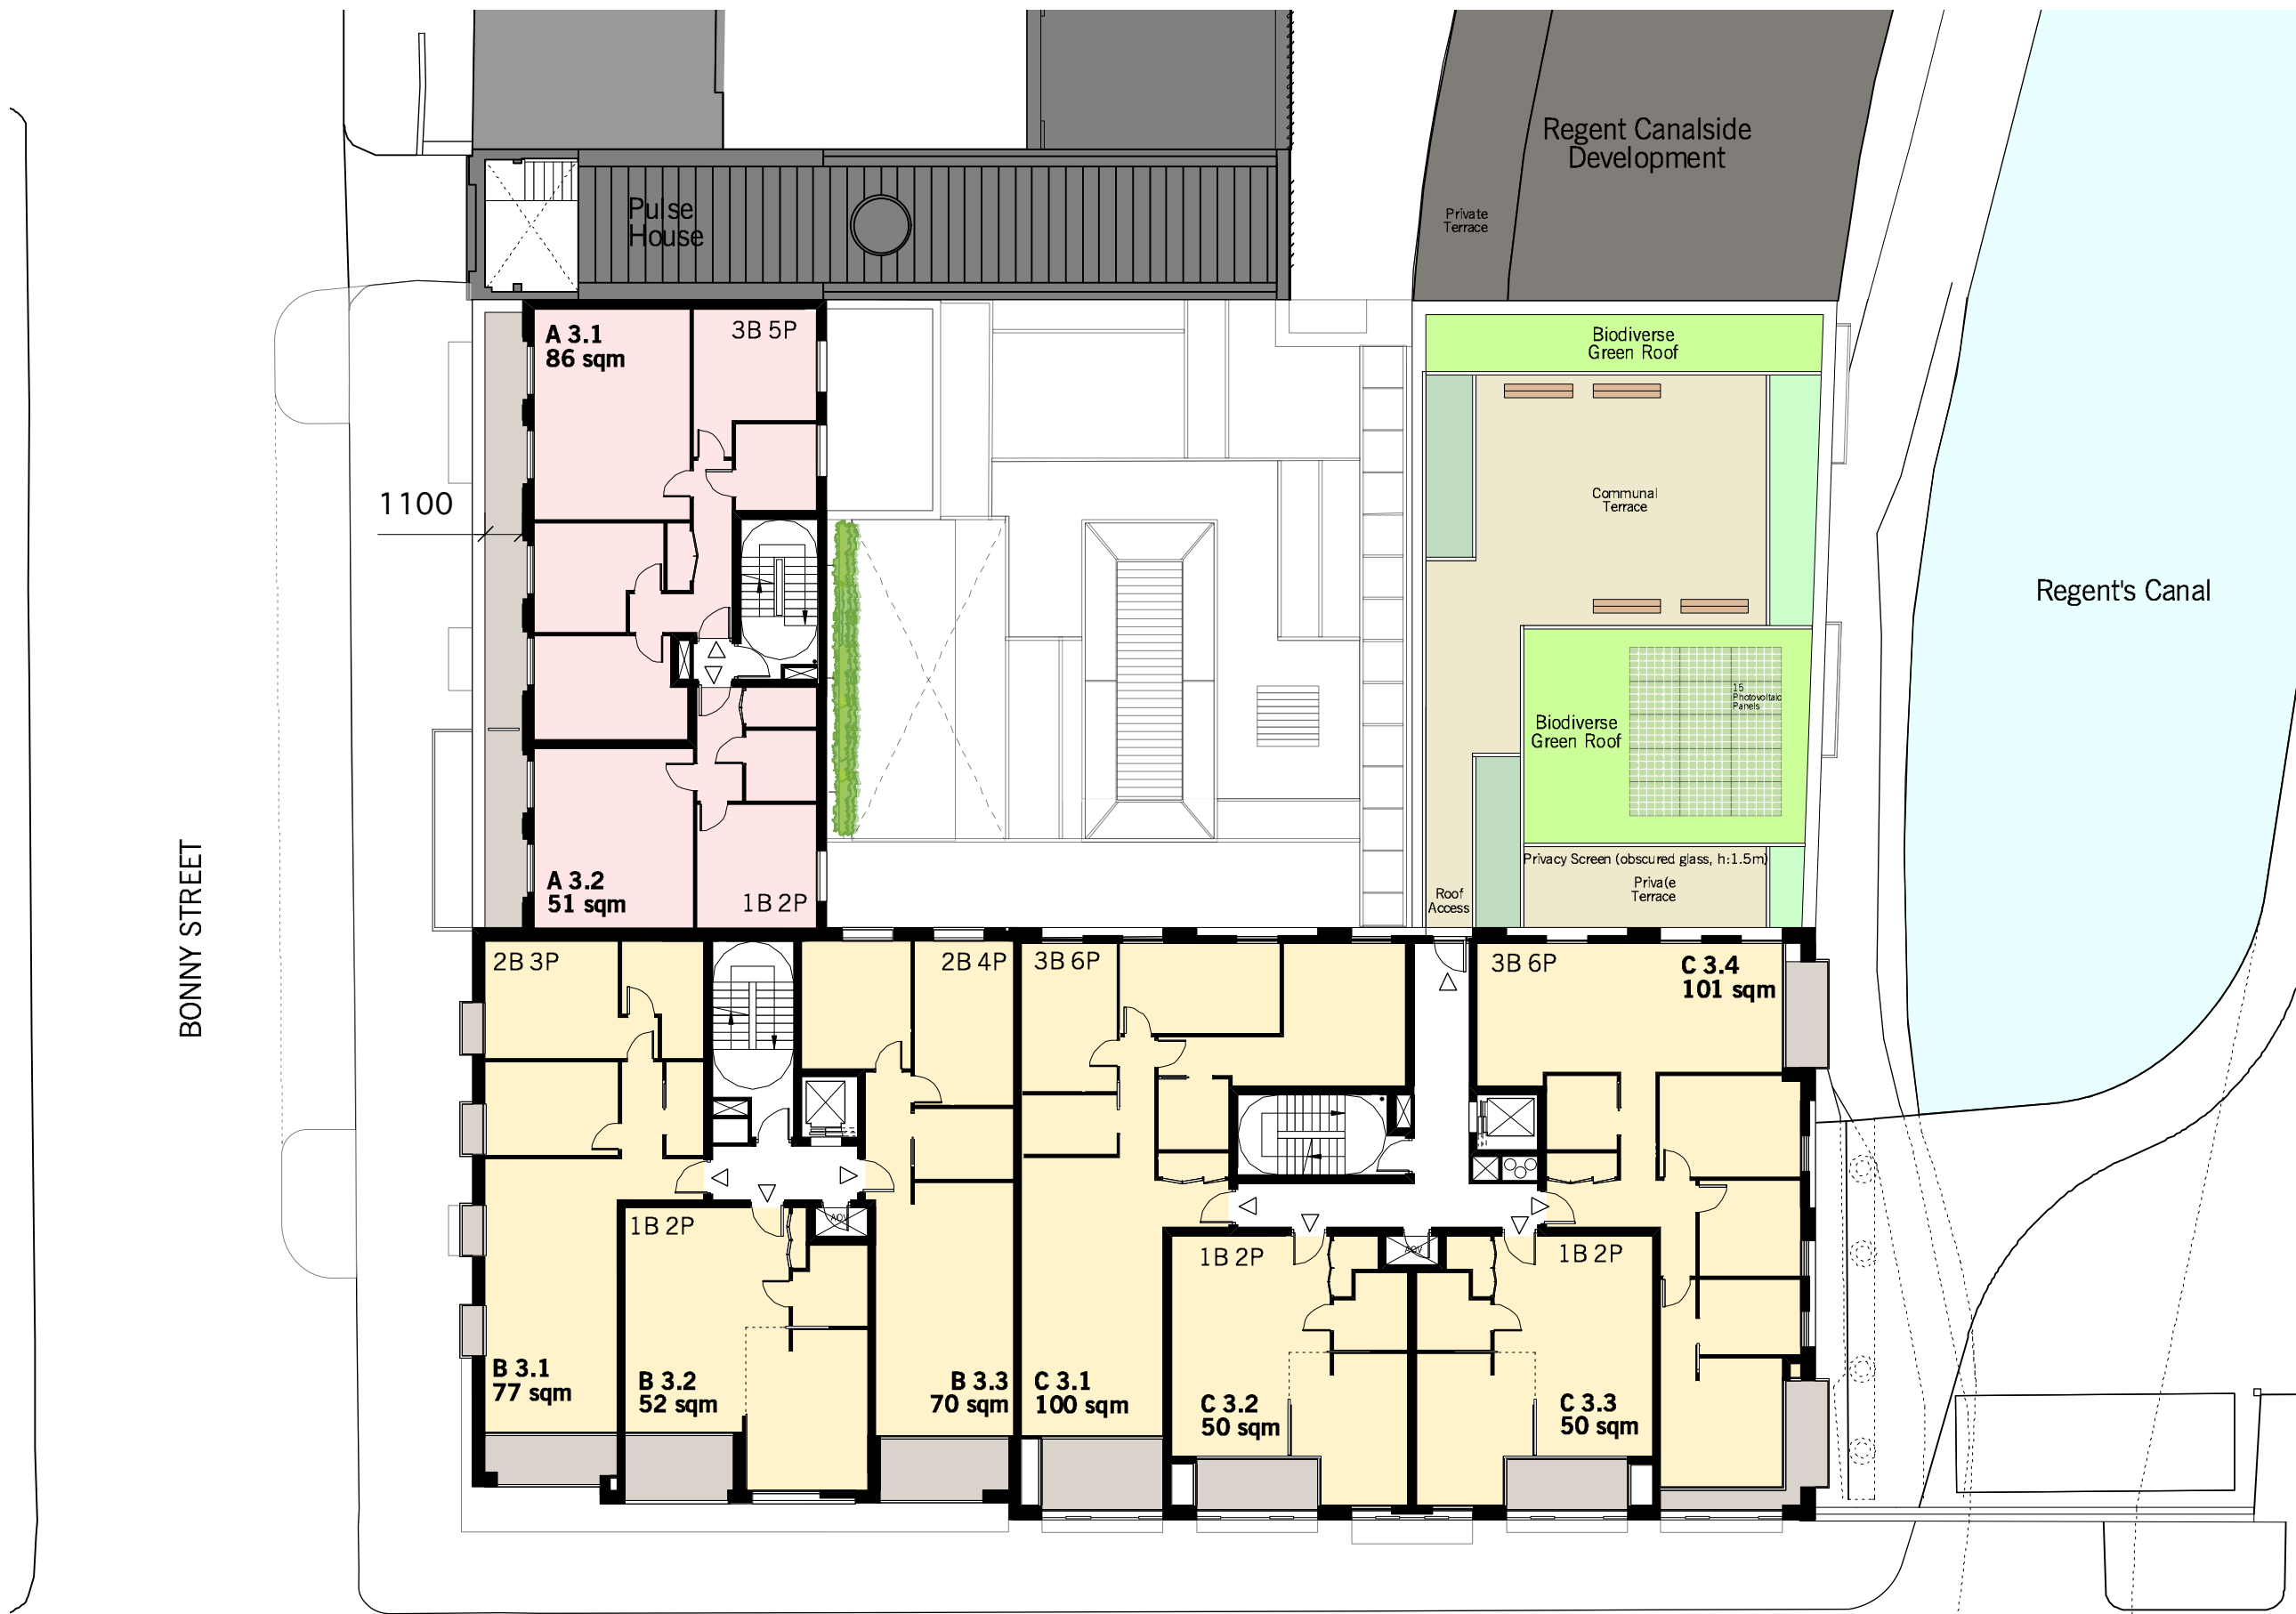 Regent Canalside
Development
Pulse
House
Private
Terrace
A 3.1
86 sqm
3B 5P
Biodiverse
Green Roof
1100
Communal
Terrace
Regent's Canal
15
Photovoltaic
Panels
Biodiverse
Green Roof
BONNY STREET
Privacy Screen (obscured glass, h:1.5m)
Private
Terrace
Roof
Access
A 3.2
51 sqm
1B 2P
2B 3P
2B 4P
3B 6P
3B 6P
C 3.4
101 sqm
1B 2P
AOV
1B 2P
AOV
1B 2P
B 3.1
77 sqm
B 3.2
52 sqm
B 3.3
70 sqm
C 3.1
100 sqm
C 3.2
50 sqm
C 3.3
50 sqm